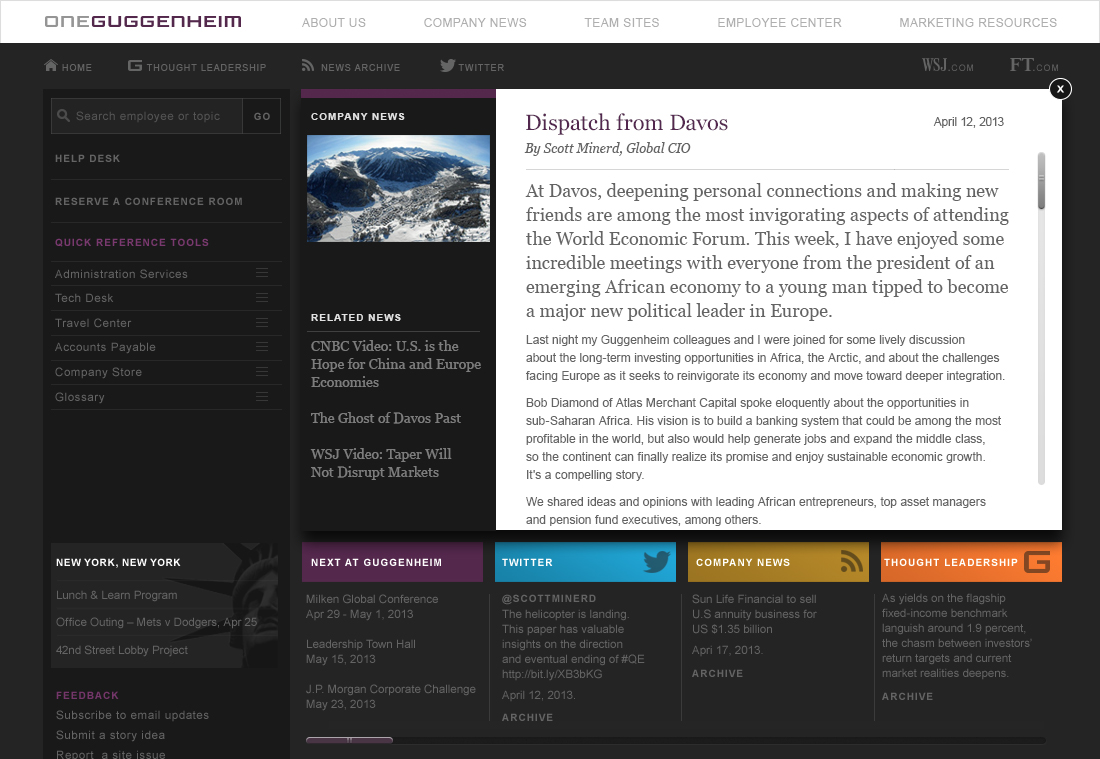 ONEGUGGENHEIM
ABOUT US
COMPANY NEWS
TEAM SITES
EMPLOYEE CENTER
MARKETING RESOURCES
HOME
THOUGHT LEADERSHIP
NEWS ARCHIVE
TWITTER
WSJ.COM
FT.COM
Search employee or topic
GO
HELP DESK
RESERVE A CONFERENCE ROOM
QUICK REFERENCE TOOLS
Administration Services
Tech Desk
Travel Center
Accounts Payable
Company Store
Glossary
COMPANY NEWS
RELATED NEWS
CNBC Video: U.S. is the
Hope for China and Europe
Economies
The Ghost of Davos Past
WSJ Video: Taper Will
Not Disrupt Markets
X
Dispatch from Davos
April 12, 2013
By Scott Minerd, Global CIO
At Davos, deepening personal connections and making new
friends are among the most invigorating aspects of attending
the World Economic Forum. This week, I have enjoyed some
incredible meetings with everyone from the president of an
emerging African economy to a young man tipped to become
a major new political leader in Europe.
Last night my Guggenheim colleagues and I were joined for some lively discussion
about the long-term investing opportunities in Africa, the Arctic, and about the challenges
facing Europe as it seeks to reinvigorate its economy and move toward deeper integration.
Bob Diamond of Atlas Merchant Capital spoke eloquently about the opportunities in
sub-Saharan Africa. His vision is to build a banking system that could be among the most
profitable in the world, but also would help generate jobs and expand the middle class,
so the continent can finally realize its promise and enjoy sustainable economic growth.
It's a compelling story.
We shared ideas and opinions with leading African entrepreneurs, top asset managers
and pension fund executives, among others.
NEW YORK, NEW YORK
Lunch & Learn Program
Office Outing – Mets v Dodgers, Apr 25
42nd Street Lobby Project
FEEDBACK
Subscribe to email updates
Submit a story idea
Report a site issue
NEXT AT GUGGENHEIM
Milken Global Conference
Apr 29 - May 1, 2013
Leadership Town Hall
May 15, 2013
J.P. Morgan Corporate Challenge
May 23, 2013
TWITTER
@SCOTTMINERD
The helicopter is landing.
This paper has valuable
insights on the direction
and eventual ending of #QE
http://bit.ly/XB3bKG
April 12, 2013.
ARCHIVE
COMPANY NEWS
Sun Life Financial to sell
U.S annuity business for
US $1.35 billion
Apri 17, 2013.
ARCHIVE
THOUGHT LEADERSHIP
As yields on the flagship
fixed-income benchmark
languish around 1.9 percent,
the chasm between investors'
return targets and current
market realities deepens.
ARCHIVE